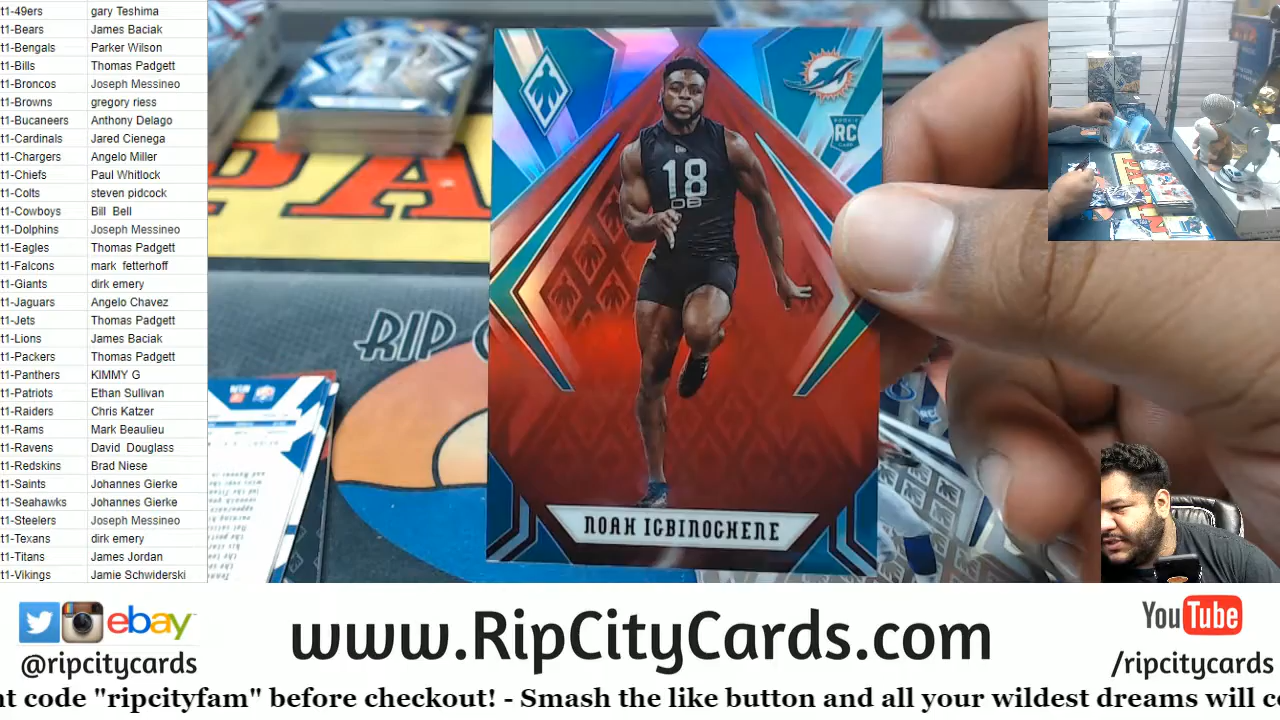 t1-49ers gary Teshima
t1-Bears James Baciak
t1-Bengals Parker Wilson
t1-Bills Thomas Padgett
t1-Broncos Joseph Messineo
t1-Browns gregory riess
t1-Bucaneers Anthony Delago
t1-Cardinals Jared Cienega
t1-Chargers Angelo Miller
t1-Chiefs Paul Whitlock
t1-Colts steven pidcock
t1-Cowboys Bill Bell
t1-Dolphins Joseph Messineo
t1-Eagles Thomas Padgett
t1-Falcons mark fetterhoff
t1-Giants dirk emery
t1-Jaguars Angelo Chavez
t1-Jets Thomas Padgett
t1-Lions James Baciak
t1-Packers Thomas Padgett
t1-Panthers KIMMY G
t1-Patriots Ethan Sullivan
t1-Raiders Chris Katzer
t1-Rams Mark Beaulieu
t1-Ravens David Douglass
t1-Redskins Brad Niese
t1-Saints Johannes Gierke
t1-Seahawks Johannes Gierke
t1-Steelers Joseph Messineo
t1-Texans dirk emery
t1-Titans James Jordan
t1-Vikings Jamie Schwiderski
PA
RIP
RC
18
DB
NOAH IGBINOGHENE
ebay
@ripcitycards
www.RipCityCards.com
YouTube
/ripcitycards
nt code "ripcityfam" before checkout! - Smash the like button and all your wildest dreams will co